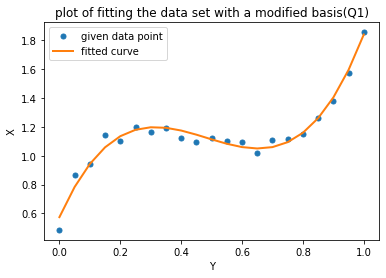 plot of fitting the data set with a modified basis(Q1)
given data point
fitted curve
X
1.8
1.6
1.4
1.2
1.0
0.8
0.6
0.0 0.2 0.4 0.6 0.8 1.0
Y